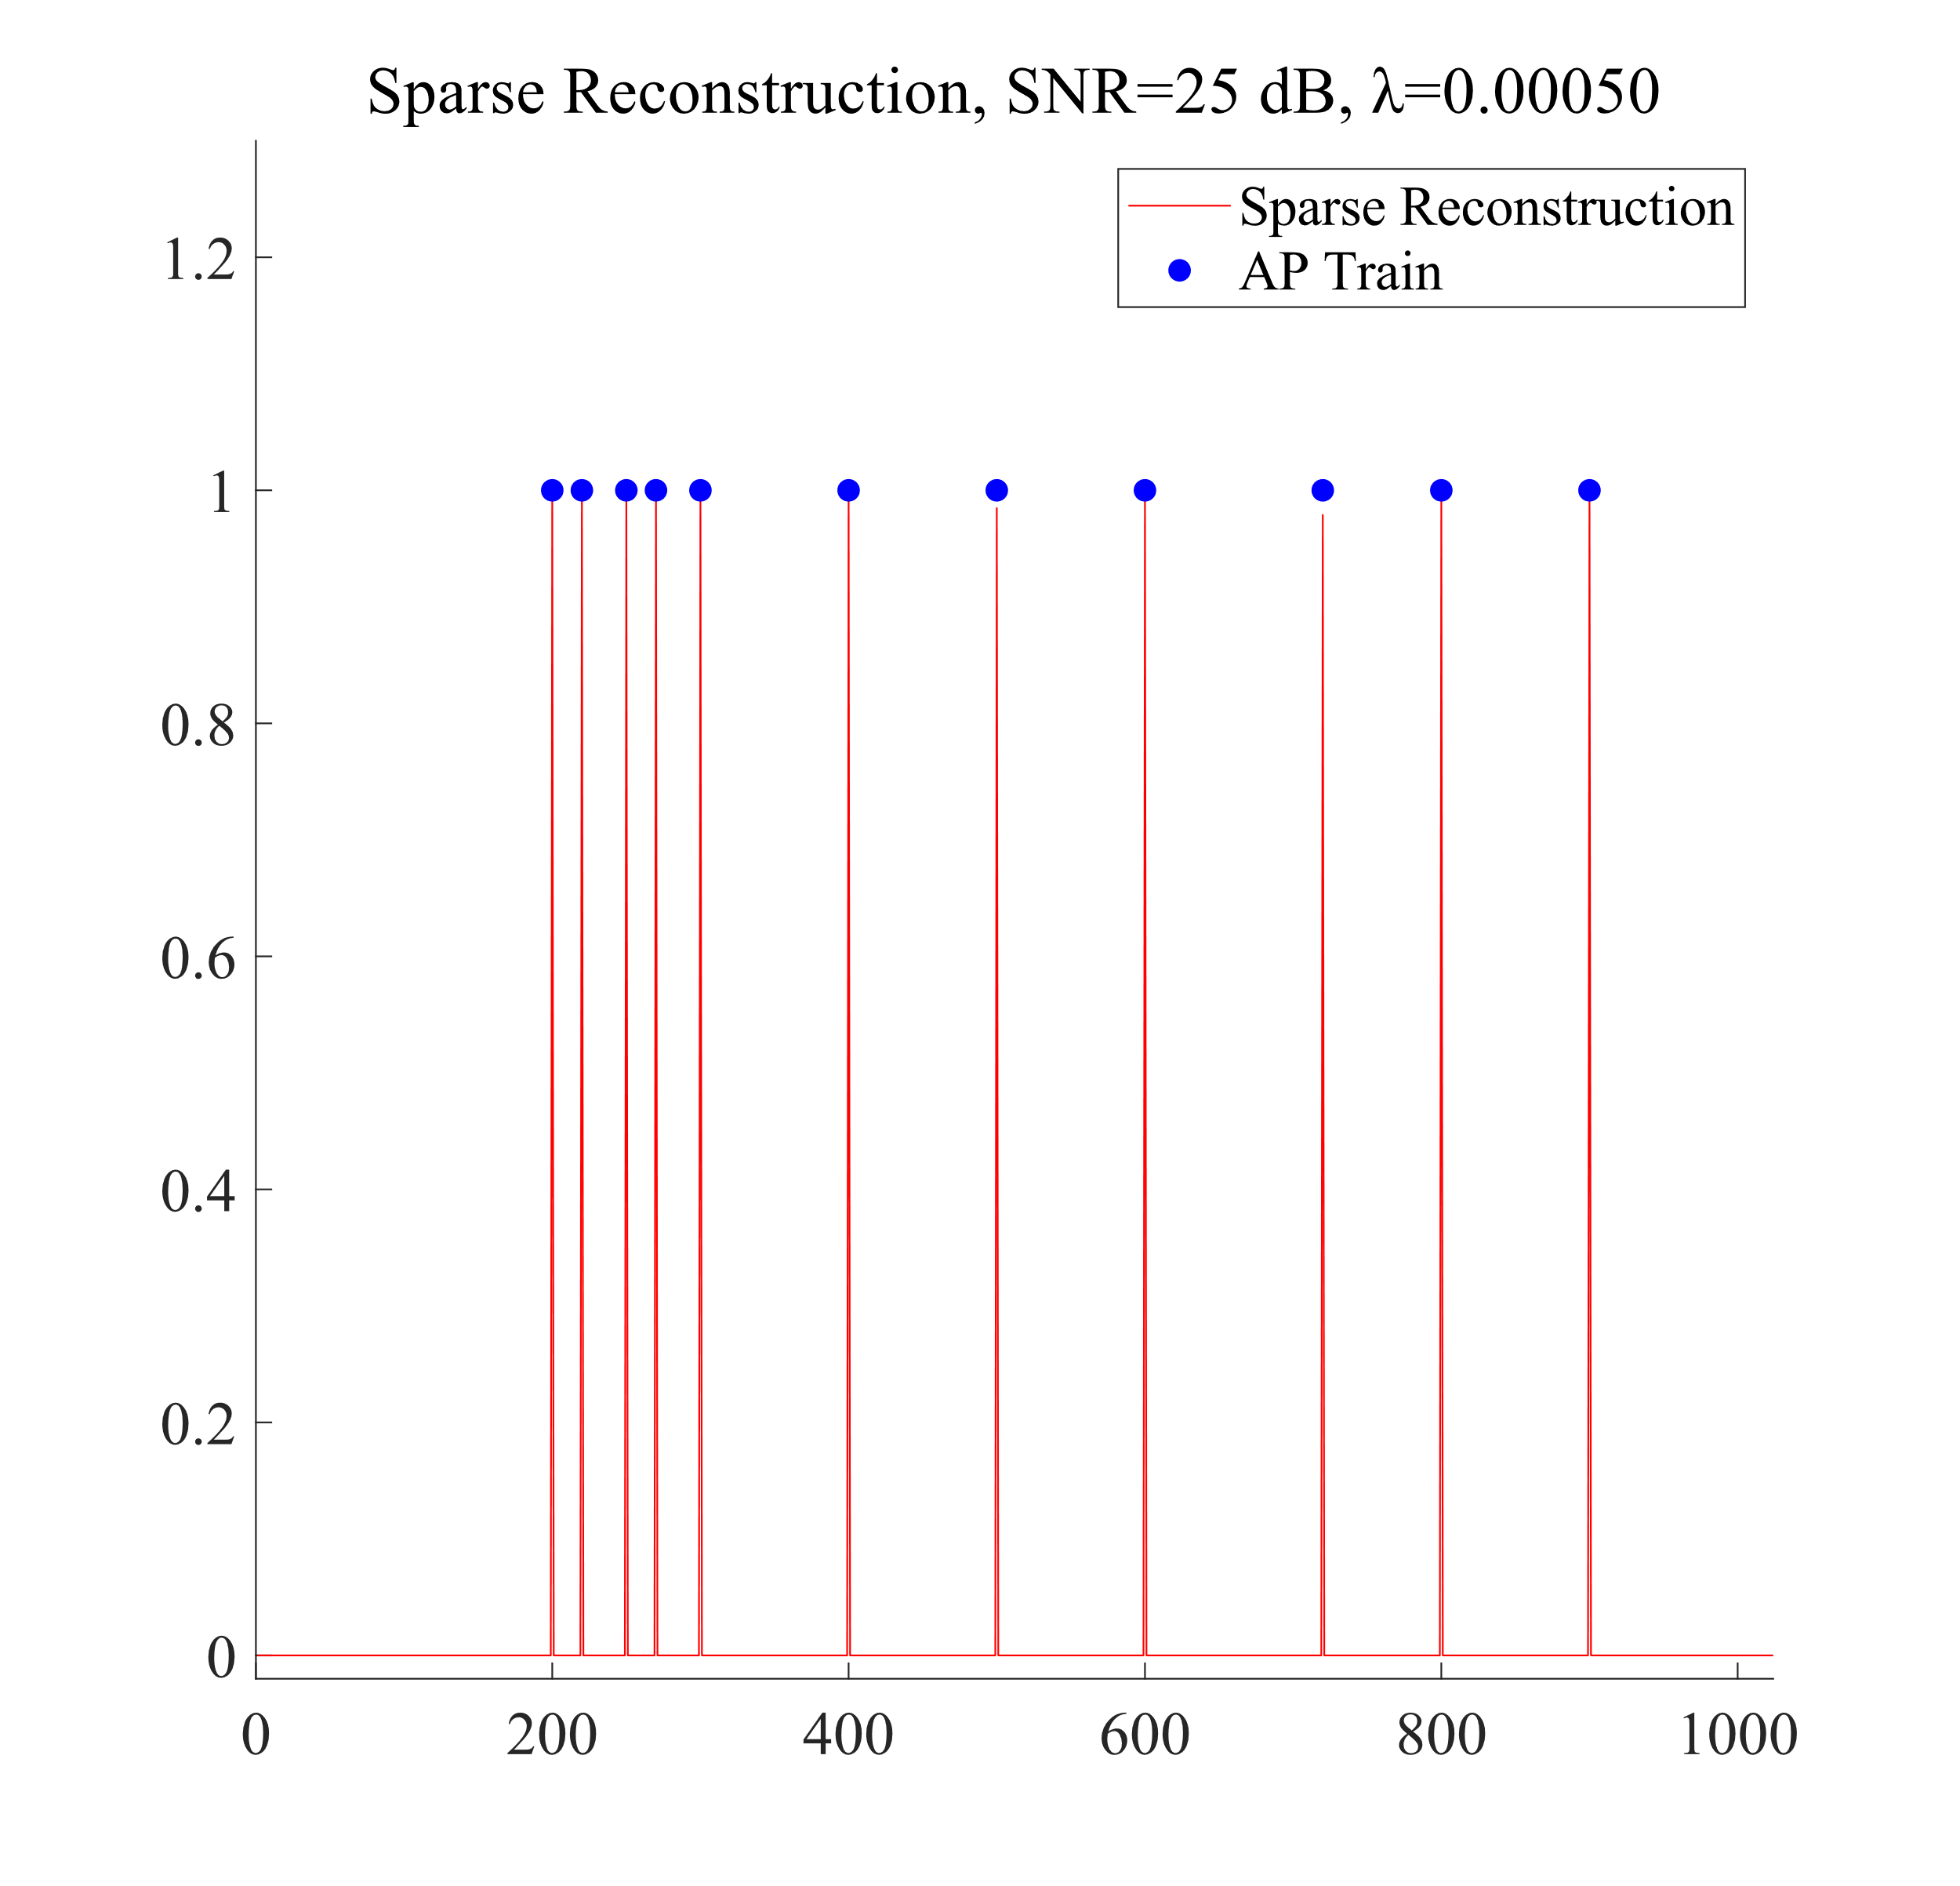 Sparse Reconstruction, SNR=25 dB, λ=0.00050
Sparse Reconstruction
AP Train
1.2
1
0.8
0.6
0.4
0.2
0
0 200 400 600 800 1000